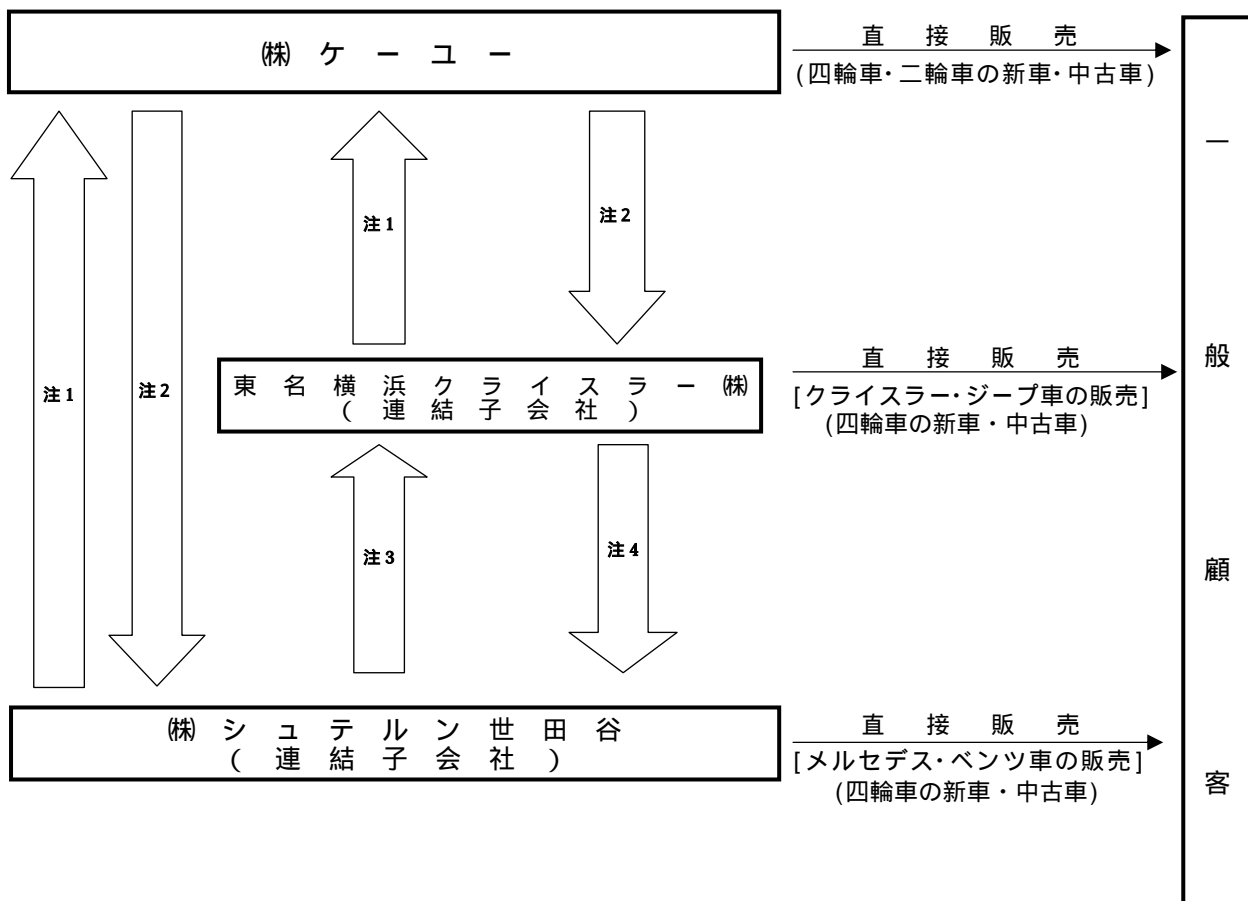 ㈱ケーユー
直接販売
(四輪車・二輪車の新車・中古車)
注1
注2
注1
注2
東名横浜クライスラー㈱
(連結子会社)
直接販売
[クライスラー・ジープ車の販売]
(四輪車の新車・中古車)
注3
注4
㈱シュテルン世田谷
(連結子会社)
直接販売
[メルセデス・ベンツ車の販売]
(四輪車の新車・中古車)
一般顧客